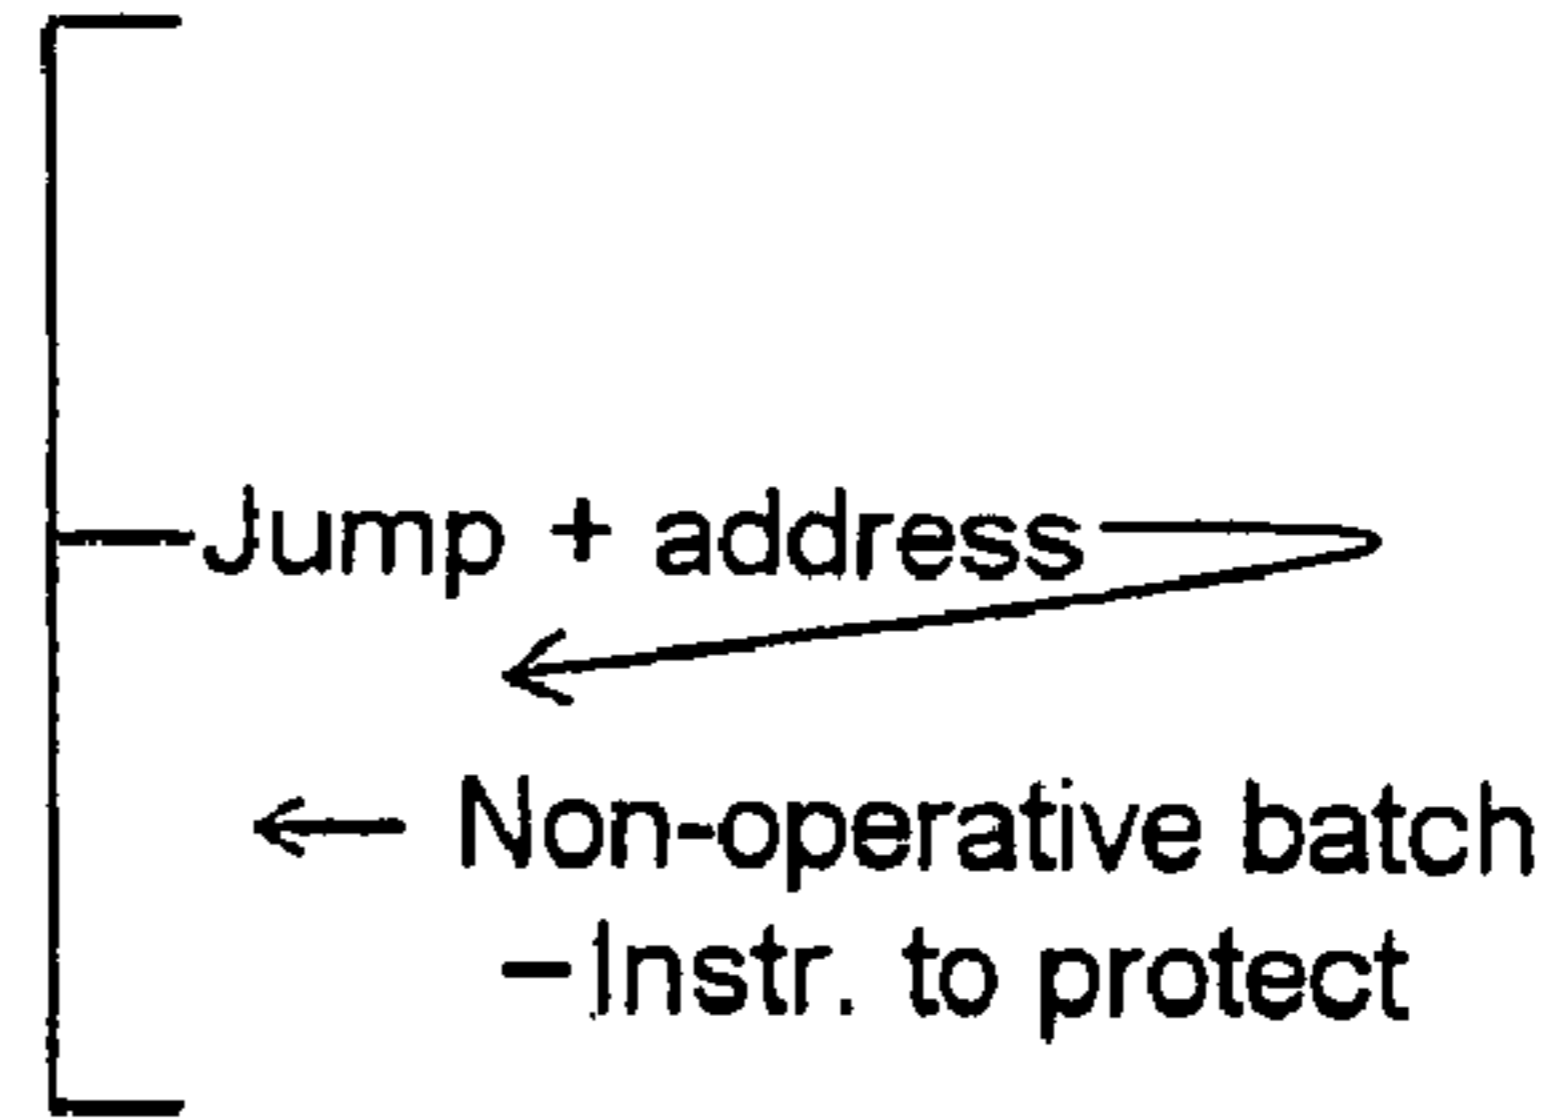 Jump + address
Non-operative batch
-Instr. to protect